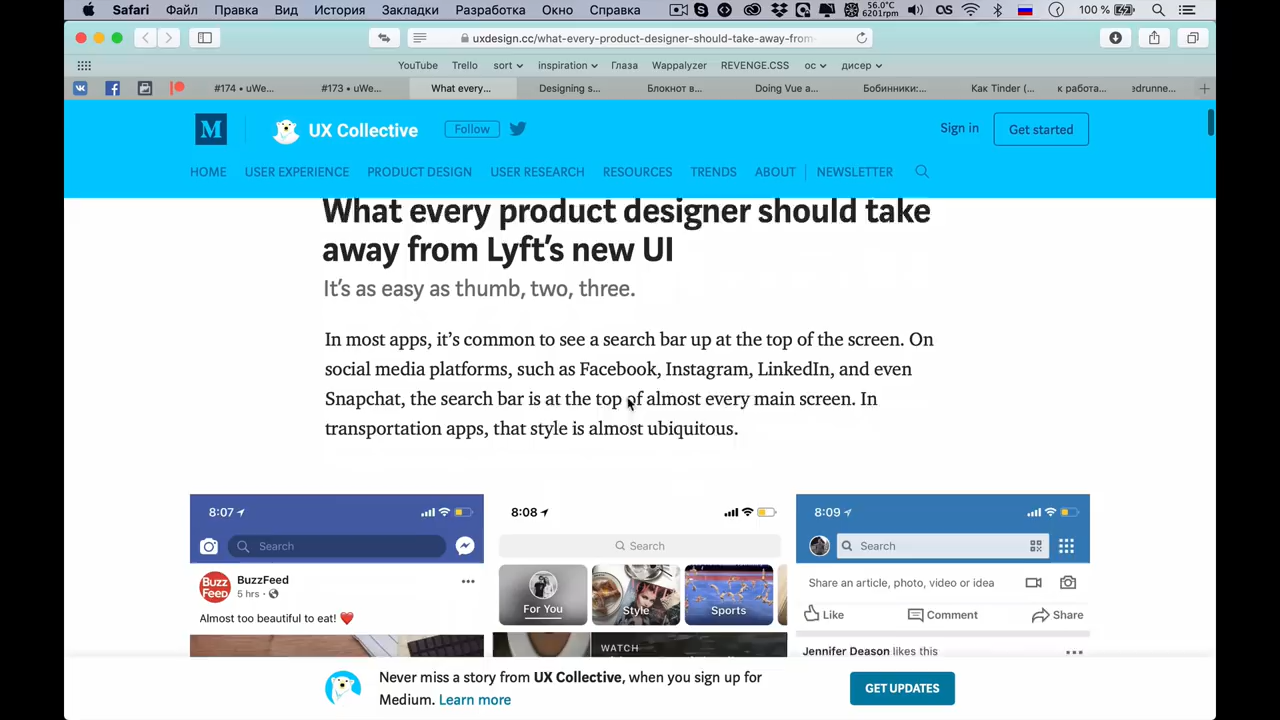 Safari Файл Правка Вид История Закладки Разработка Окно Справка 56.0°C 6201rpm 100 %
uxdesign.cc/what-every-product-designer-should-take-away-from-
YouTube Trello sort inspiration Глаза Wappalyzer REVENGE.CSS ос дисер
#174 • uWe... #173 • uWe... What every... Designing s... Блокнот в... Doing Vue a... Бобинники:... Как Tinder (... к работа... edrunne...
M UX Collective Follow Sign in Get started
HOME USER EXPERIENCE PRODUCT DESIGN USER RESEARCH RESOURCES TRENDS ABOUT NEWSLETTER
What every product designer should take
away from Lyft's new UI
It's as easy as thumb, two, three.
In most apps, it's common to see a search bar up at the top of the screen. On
social media platforms, such as Facebook, Instagram, LinkedIn, and even
Snapchat, the search bar is at the top of almost every main screen. In
transportation apps, that style is almost ubiquitous.
8:07 8:08 8:09
Search Search Search
BuzzFeed
Buzz Feed
5 hrs •
Almost too beautiful to eat! ❤️
For You Style Sports
WATCH
Share an article, photo, video or idea
Like Comment Share
Jennifer Deason likes this
Never miss a story from UX Collective, when you sign up for
Medium. Learn more
GET UPDATES